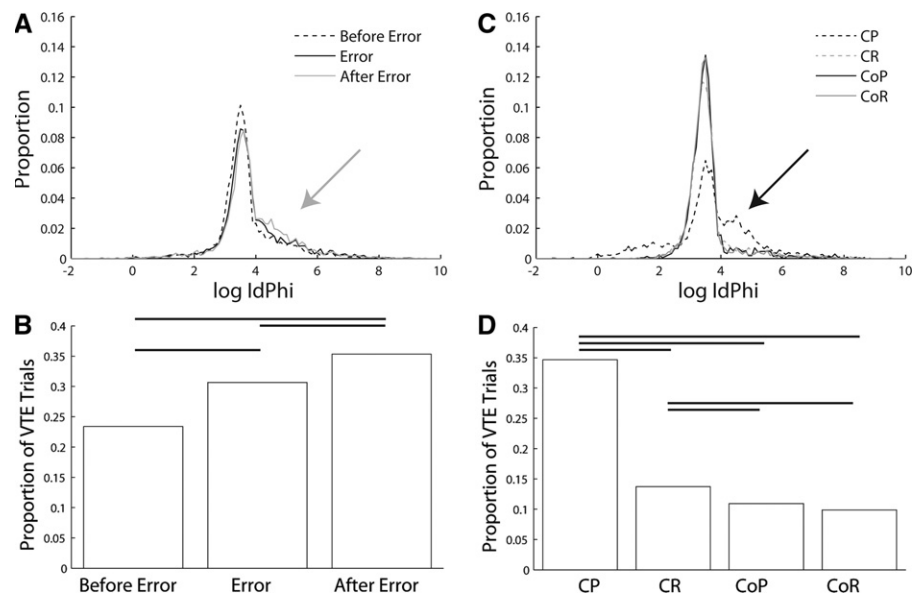 A
Proportion
0.16
0.14
0.12
0.1
0.08
0.06
0.04
0.02
0
-2
0
2
4
6
8
10
log IdPhi
Before Error
Error
After Error
C
Proportioin
0.16
0.14
0.12
0.1
0.08
0.06
0.04
0.02
0
-2
0
2
4
6
8
10
log IdPhi
CP
CR
CoP
CoR
B
Proportion of VTE Trials
0.4
0.35
0.3
0.25
0.2
0.15
0.1
0.05
0
Before Error
Error
After Error
D
Proportion of VTE Trials
0.4
0.35
0.3
0.25
0.2
0.15
0.1
0.05
0
CP
CR
CoP
CoR